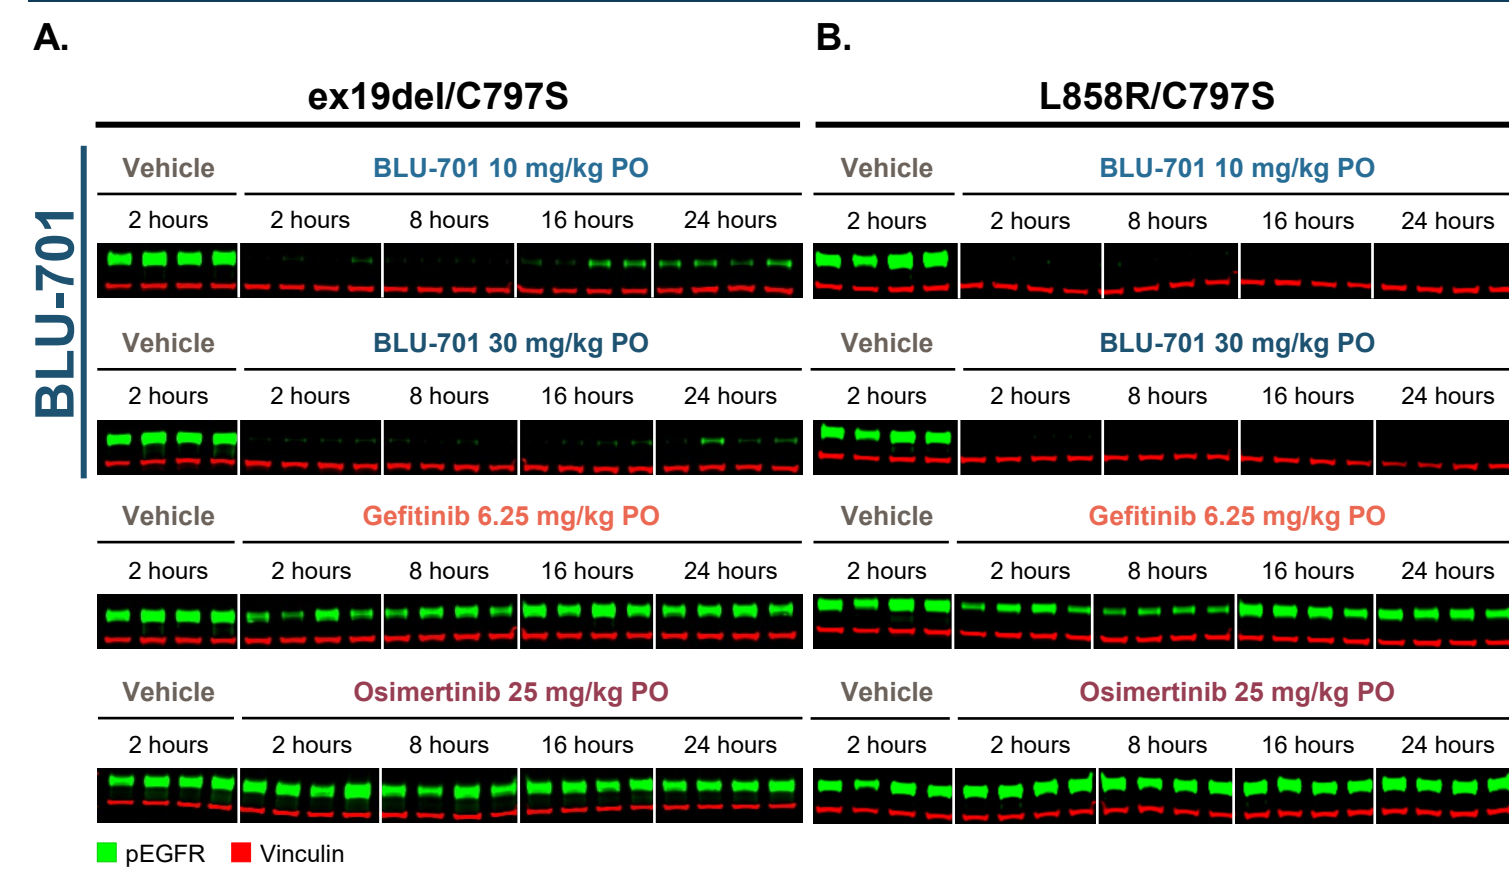 A.
B.
ex19del/C797S
L858R/C797S
BLU-701
Vehicle BLU-701 10 mg/kg PO
2 hours 2 hours 8 hours 16 hours 24 hours
Vehicle BLU-701 10 mg/kg PO
2 hours 2 hours 8 hours 16 hours 24 hours
Vehicle BLU-701 30 mg/kg PO
2 hours 2 hours 8 hours 16 hours 24 hours
Vehicle BLU-701 30 mg/kg PO
2 hours 2 hours 8 hours 16 hours 24 hours
Vehicle Gefitinib 6.25 mg/kg PO
2 hours 2 hours 8 hours 16 hours 24 hours
Vehicle Gefitinib 6.25 mg/kg PO
2 hours 2 hours 8 hours 16 hours 24 hours
Vehicle Osimertinib 25 mg/kg PO
2 hours 2 hours 8 hours 16 hours 24 hours
Vehicle Osimertinib 25 mg/kg PO
2 hours 2 hours 8 hours 16 hours 24 hours
pEGFR Vinculin